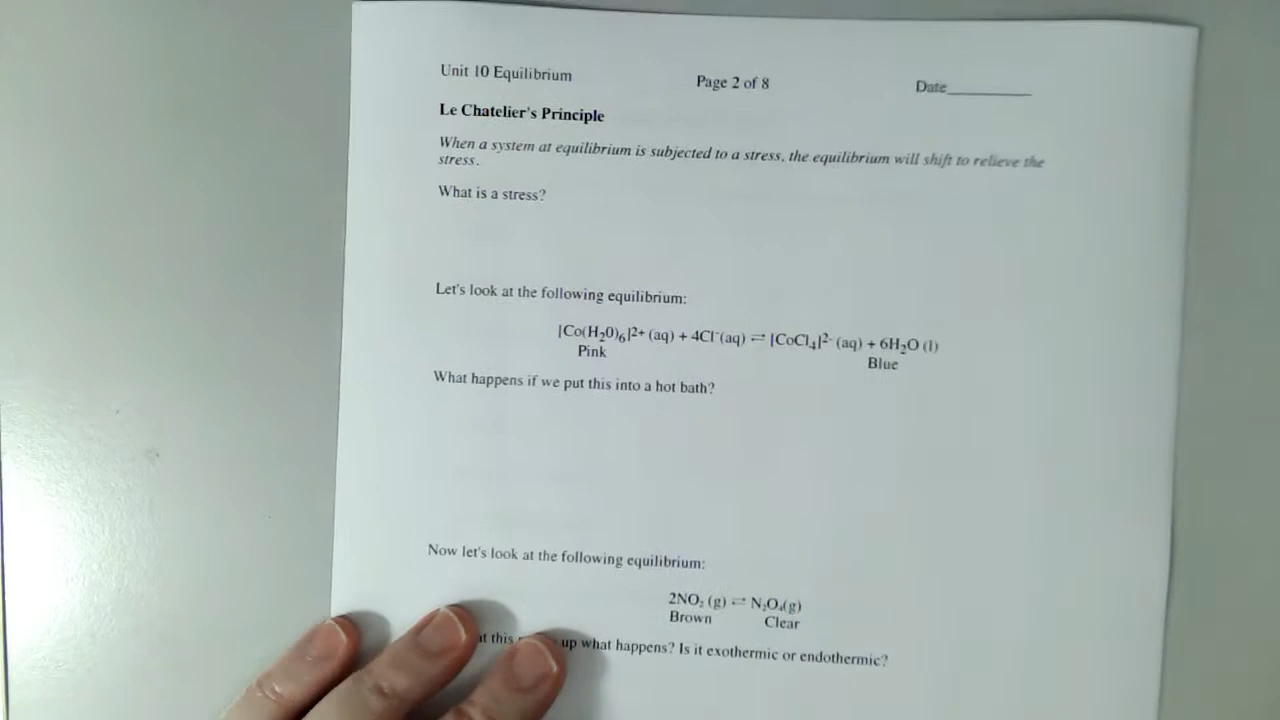 Unit 10 Equilibrium Page 2 of 8 Date__________
Le Chatelier's Principle
When a system at equilibrium is subjected to a stress, the equilibrium will shift to relieve the
stress.
What is a stress?
Let's look at the following equilibrium:
[Co(H₂0)₆]²⁺ (aq) + 4Cl⁻(aq) ⇌ [CoCl₄]²⁻ (aq) + 6H₂O (l)
Pink Blue
What happens if we put this into a hot bath?
Now let's look at the following equilibrium:
2NO₂ (g) ⇌ N₂O₄(g)
Brown Clear
this up what happens? Is it exothermic or endothermic?